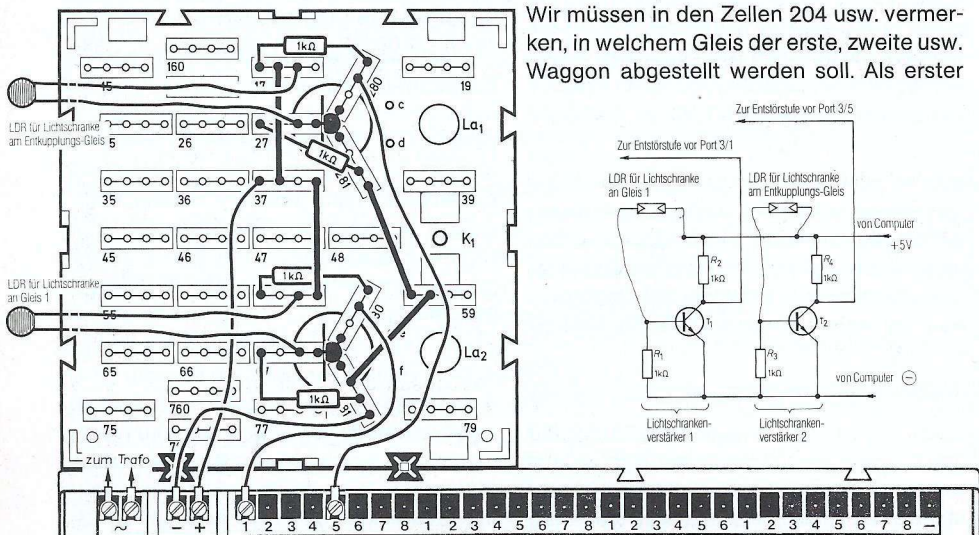 Wir müssen in den Zellen 204 usw. vermer-
ken, in welchem Gleis der erste, zweite usw.
Waggon abgestellt werden soll. Als erster
1kΩ
160
15
17
280
19
LDR für Lichtschranke
am Entkupplungs-Gleis
c
La₁
26
27
d
1kΩ
281
35
36
37
39
45
46
47
48
K₁
LDR für Lichtschranke
an Gleis 1
1kΩ
59
65
66
f
La₂
760
1kΩ
75
77
79
zum Trafo
~
− +
1 2 3 4 5 6 7 8 1 2 3 4 5 6 7 8 1 2 3 4 5 6 1 2 3 4 5 6 7 8 −
Zur Entstörstufe vor Port 3/5
Zur Entstörstufe vor Port 3/1
LDR für Lichtschranke
an Gleis 1
LDR für Lichtschranke
am Entkupplungs-Gleis
von Computer
+5V
R₂
1kΩ
R₄
1kΩ
T₁
T₂
R₁
1kΩ
R₃
1kΩ
von Computer ⊖
Lichtschranken-
verstärker 1
Lichtschranken-
verstärker 2